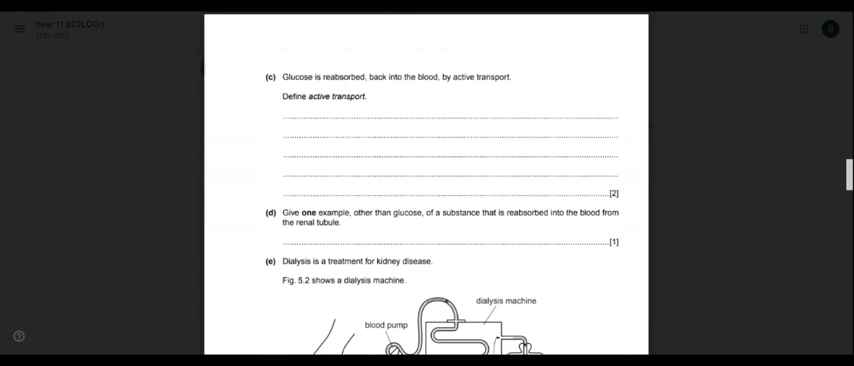 Year 11 BIOLOGY
2021-2022
S
(c) Glucose is reabsorbed, back into the blood, by active transport.
Define active transport.
[2]
(d) Give one example, other than glucose, of a substance that is reabsorbed into the blood from
the renal tubule.
[1]
(e) Dialysis is a treatment for kidney disease.
Fig. 5.2 shows a dialysis machine.
dialysis machine
blood pump